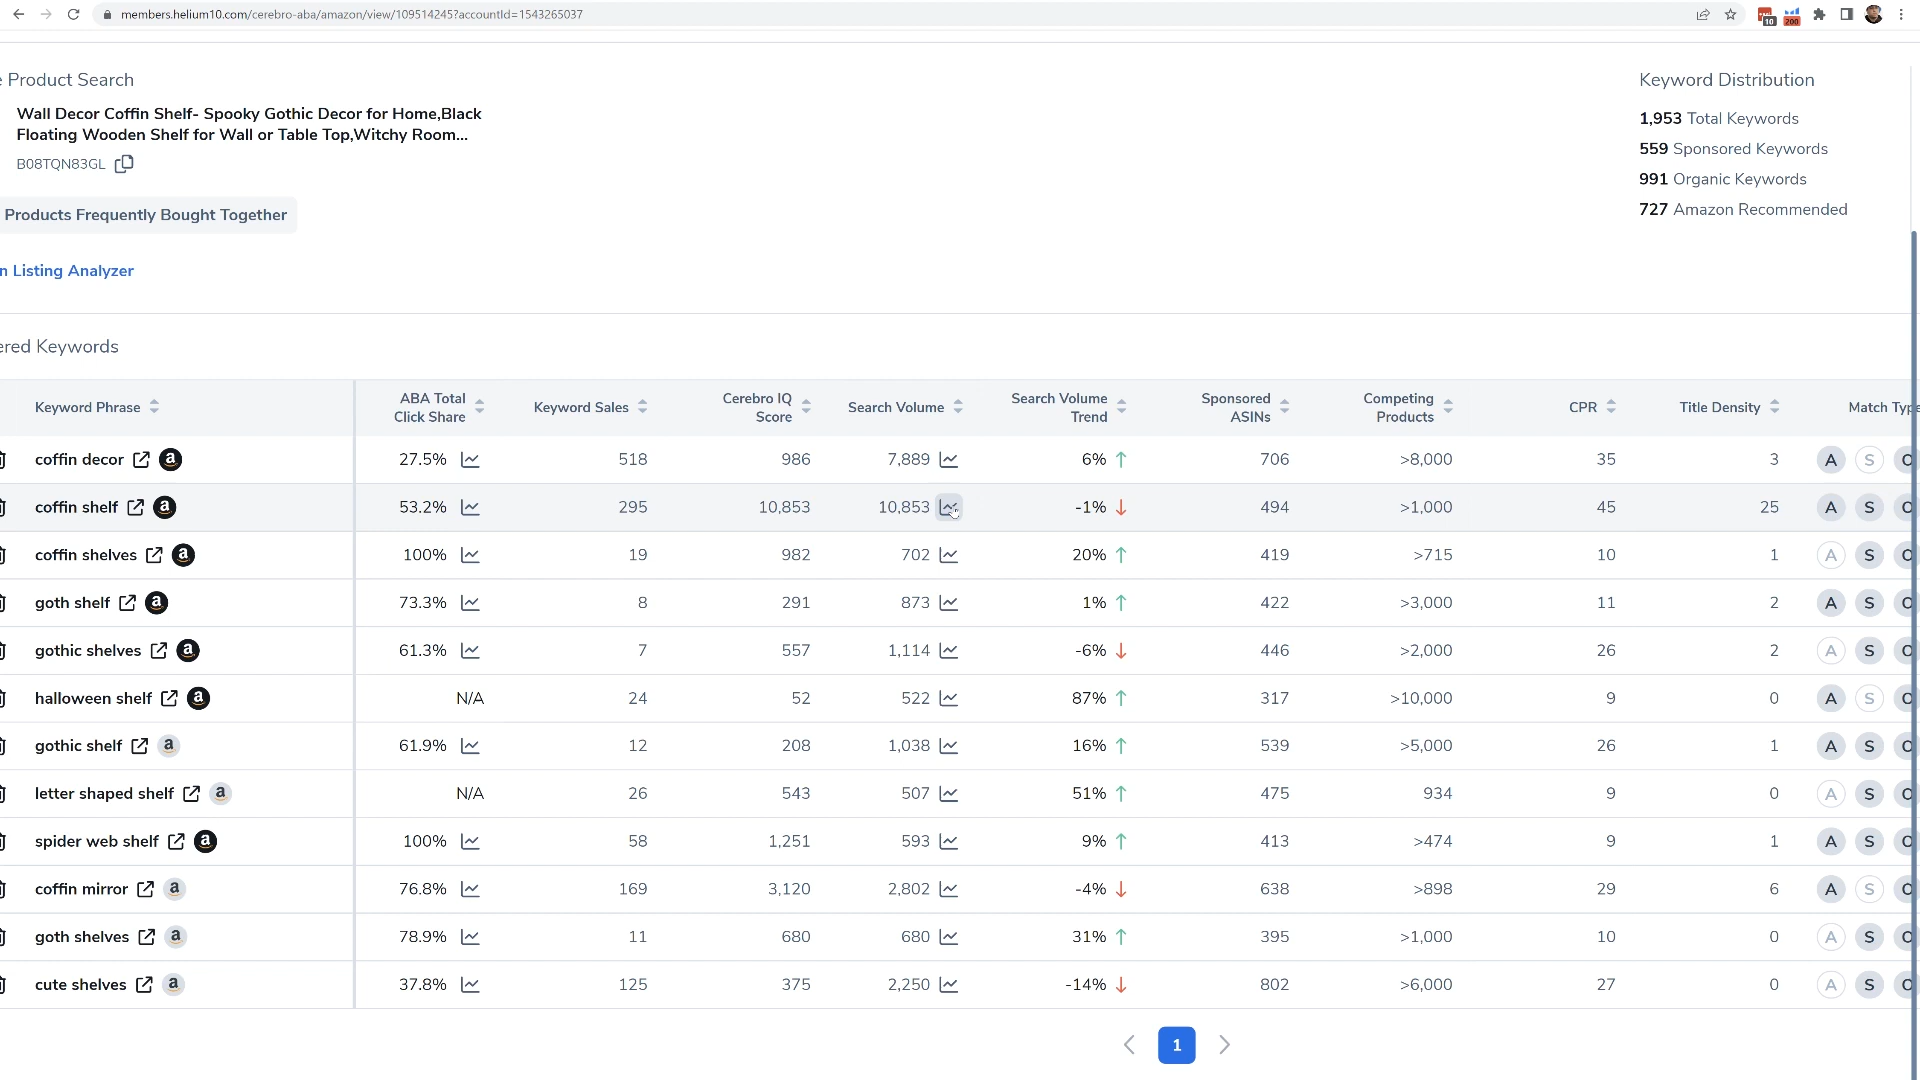 members.helium10.com/cerebro-aba/amazon/view/109514245?accountId=1543265037
10
200
e Product Search
Wall Decor Coffin Shelf- Spooky Gothic Decor for Home,Black
Floating Wooden Shelf for Wall or Table Top,Witchy Room...
B08TQN83GL
Products Frequently Bought Together
n Listing Analyzer
Keyword Distribution
1,953 Total Keywords
559 Sponsored Keywords
991 Organic Keywords
727 Amazon Recommended
ered Keywords
Keyword Phrase ABA Total Click Share Keyword Sales Cerebro IQ Score Search Volume Search Volume Trend Sponsored ASINs Competing Products CPR Title Density Match Type
coffin decor a 27.5% 518 986 7,889 6% 706 >8,000 35 3 A S O
coffin shelf a 53.2% 295 10,853 10,853 -1% 494 >1,000 45 25 A S O
coffin shelves a 100% 19 982 702 20% 419 >715 10 1 A S O
goth shelf a 73.3% 8 291 873 1% 422 >3,000 11 2 A S O
gothic shelves a 61.3% 7 557 1,114 -6% 446 >2,000 26 2 A S O
halloween shelf a N/A 24 52 522 87% 317 >10,000 9 0 A S O
gothic shelf a 61.9% 12 208 1,038 16% 539 >5,000 26 1 A S O
letter shaped shelf a N/A 26 543 507 51% 475 934 9 0 A S O
spider web shelf a 100% 58 1,251 593 9% 413 >474 9 1 A S O
coffin mirror a 76.8% 169 3,120 2,802 -4% 638 >898 29 6 A S O
goth shelves a 78.9% 11 680 680 31% 395 >1,000 10 0 A S O
cute shelves a 37.8% 125 375 2,250 -14% 802 >6,000 27 0 A S O
1